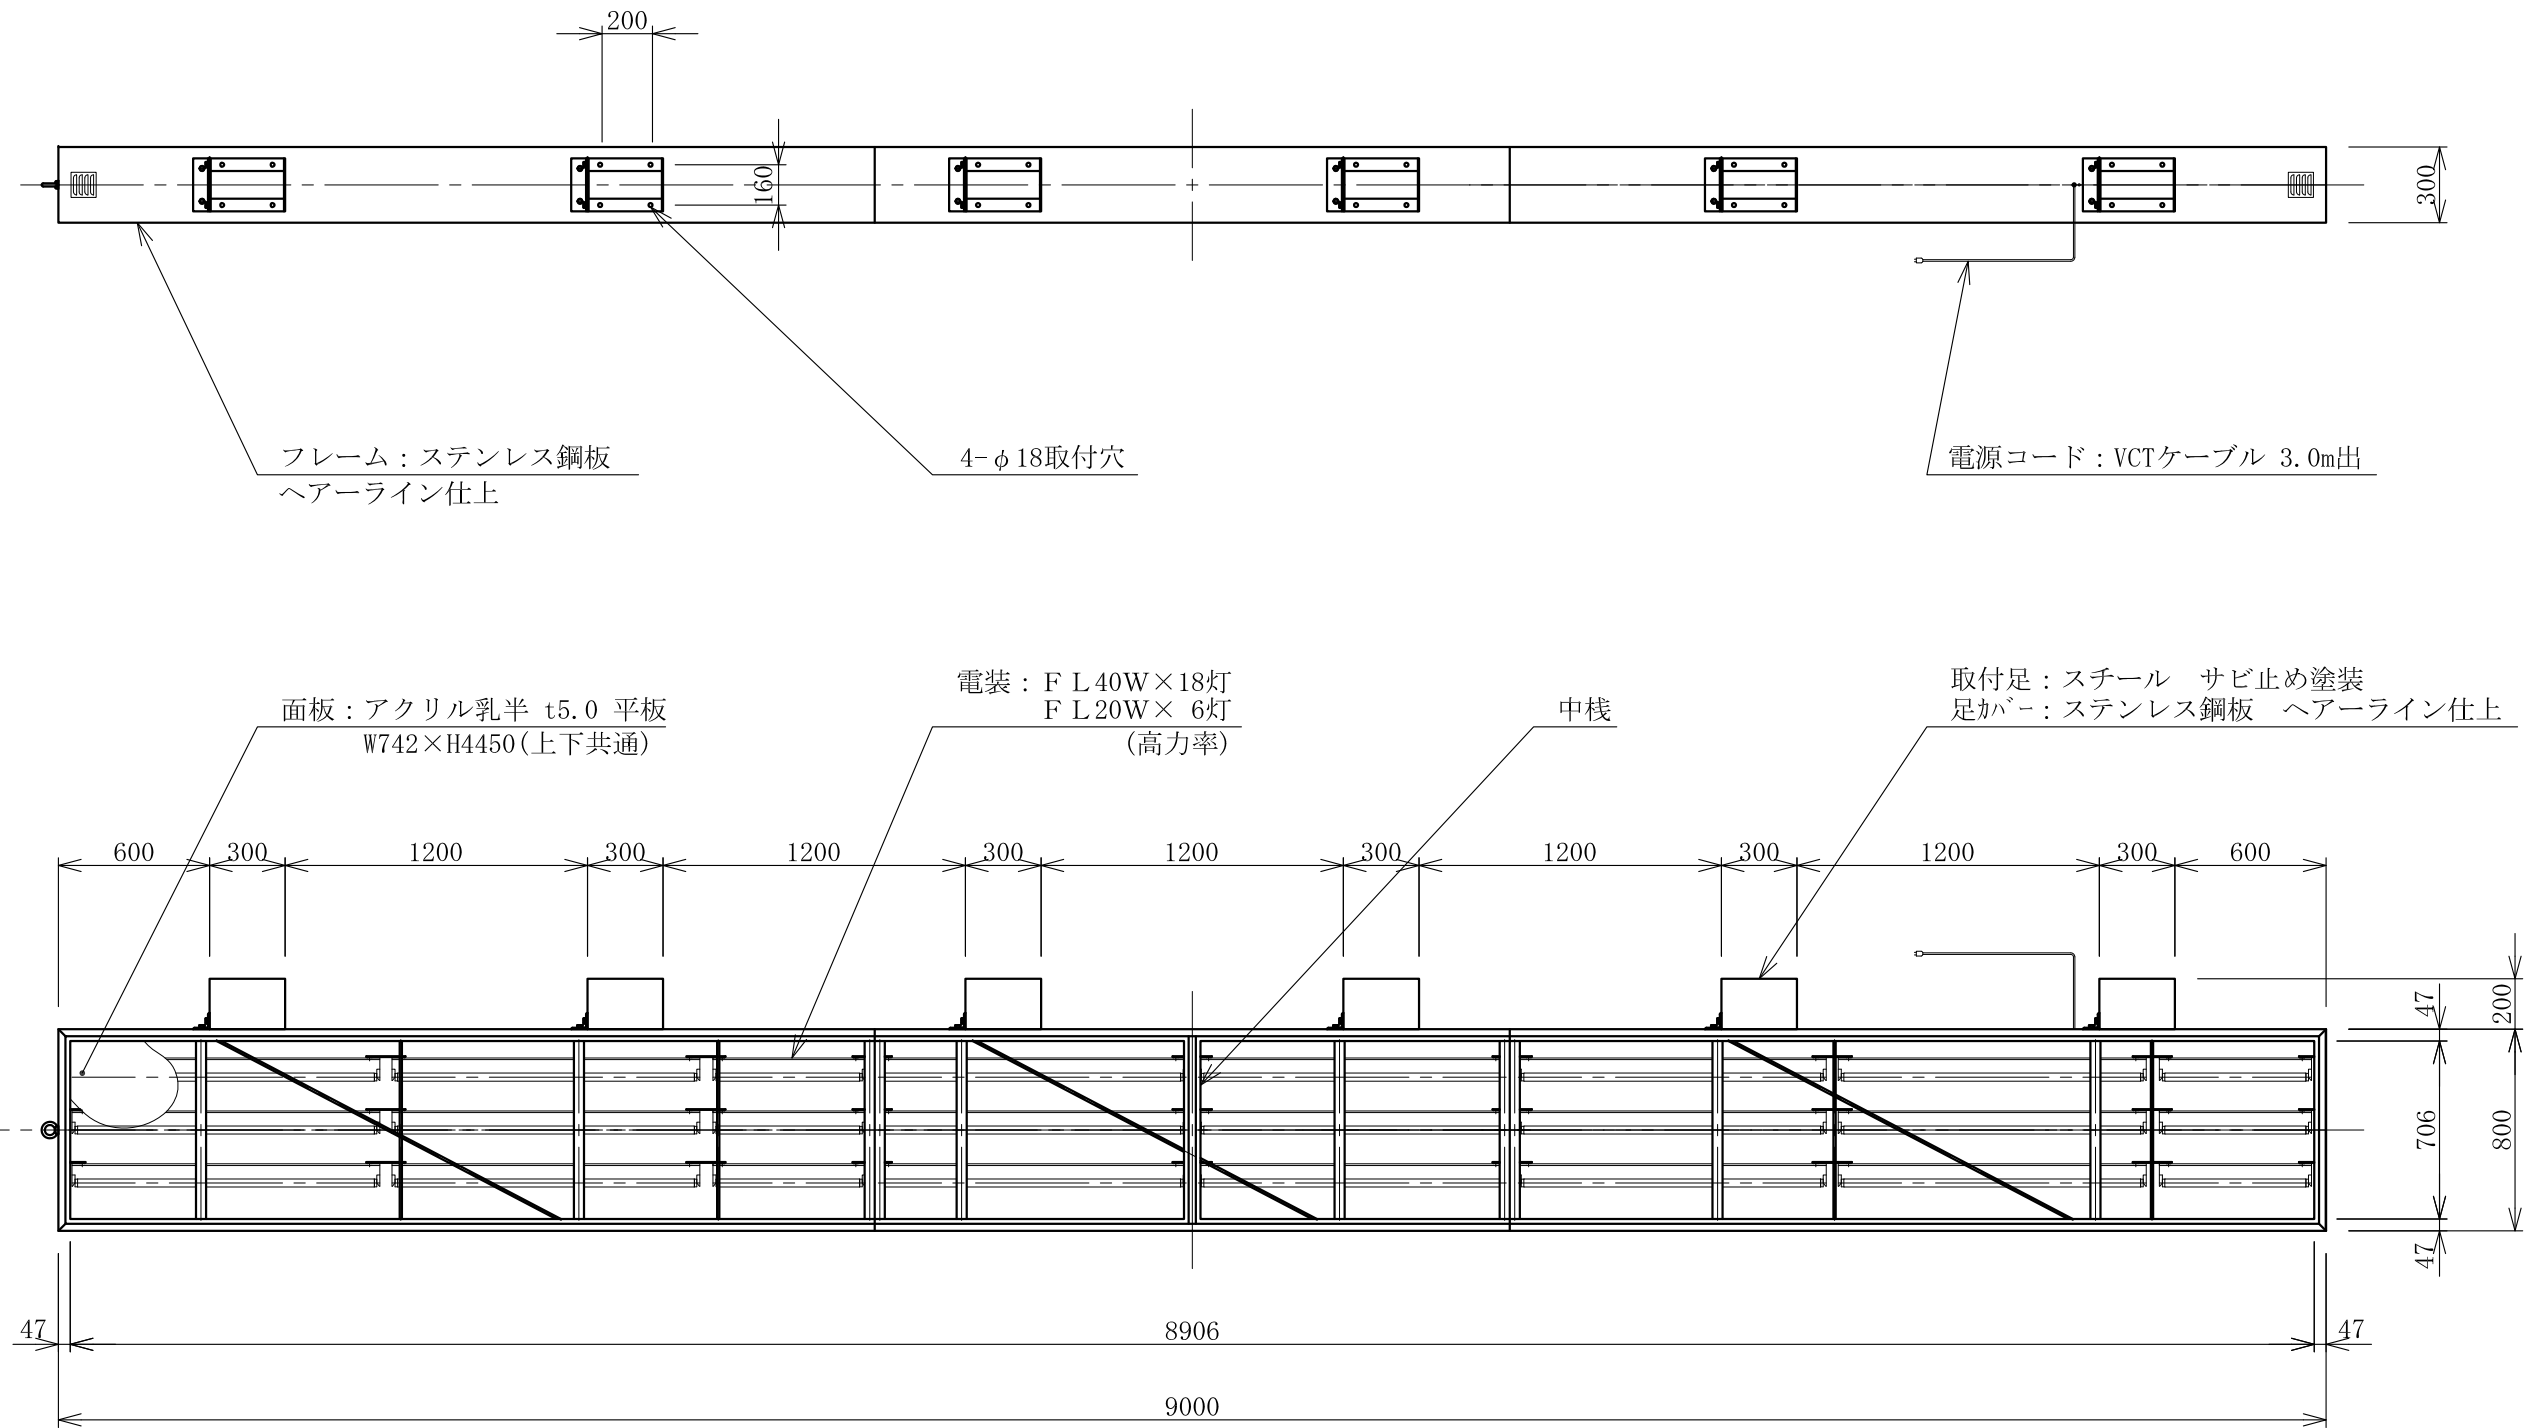 200
160
300
フレーム：ステンレス鋼板
ヘアーライン仕上
4-φ18取付穴
電源コード：VCTケーブル 3.0m出
面板：アクリル乳半 t5.0 平板
W742×H4450(上下共通)
電装：ＦＬ40W×18灯
ＦＬ20W× 6灯
(高力率)
中桟
取付足：スチール　サビ止め塗装
足ｶﾊﾞｰ：ステンレス鋼板　ヘアーライン仕上
600 300 1200 300 1200 300 1200 300 1200 300 1200 300 600
47
200
706
800
47
47 8906 47
9000